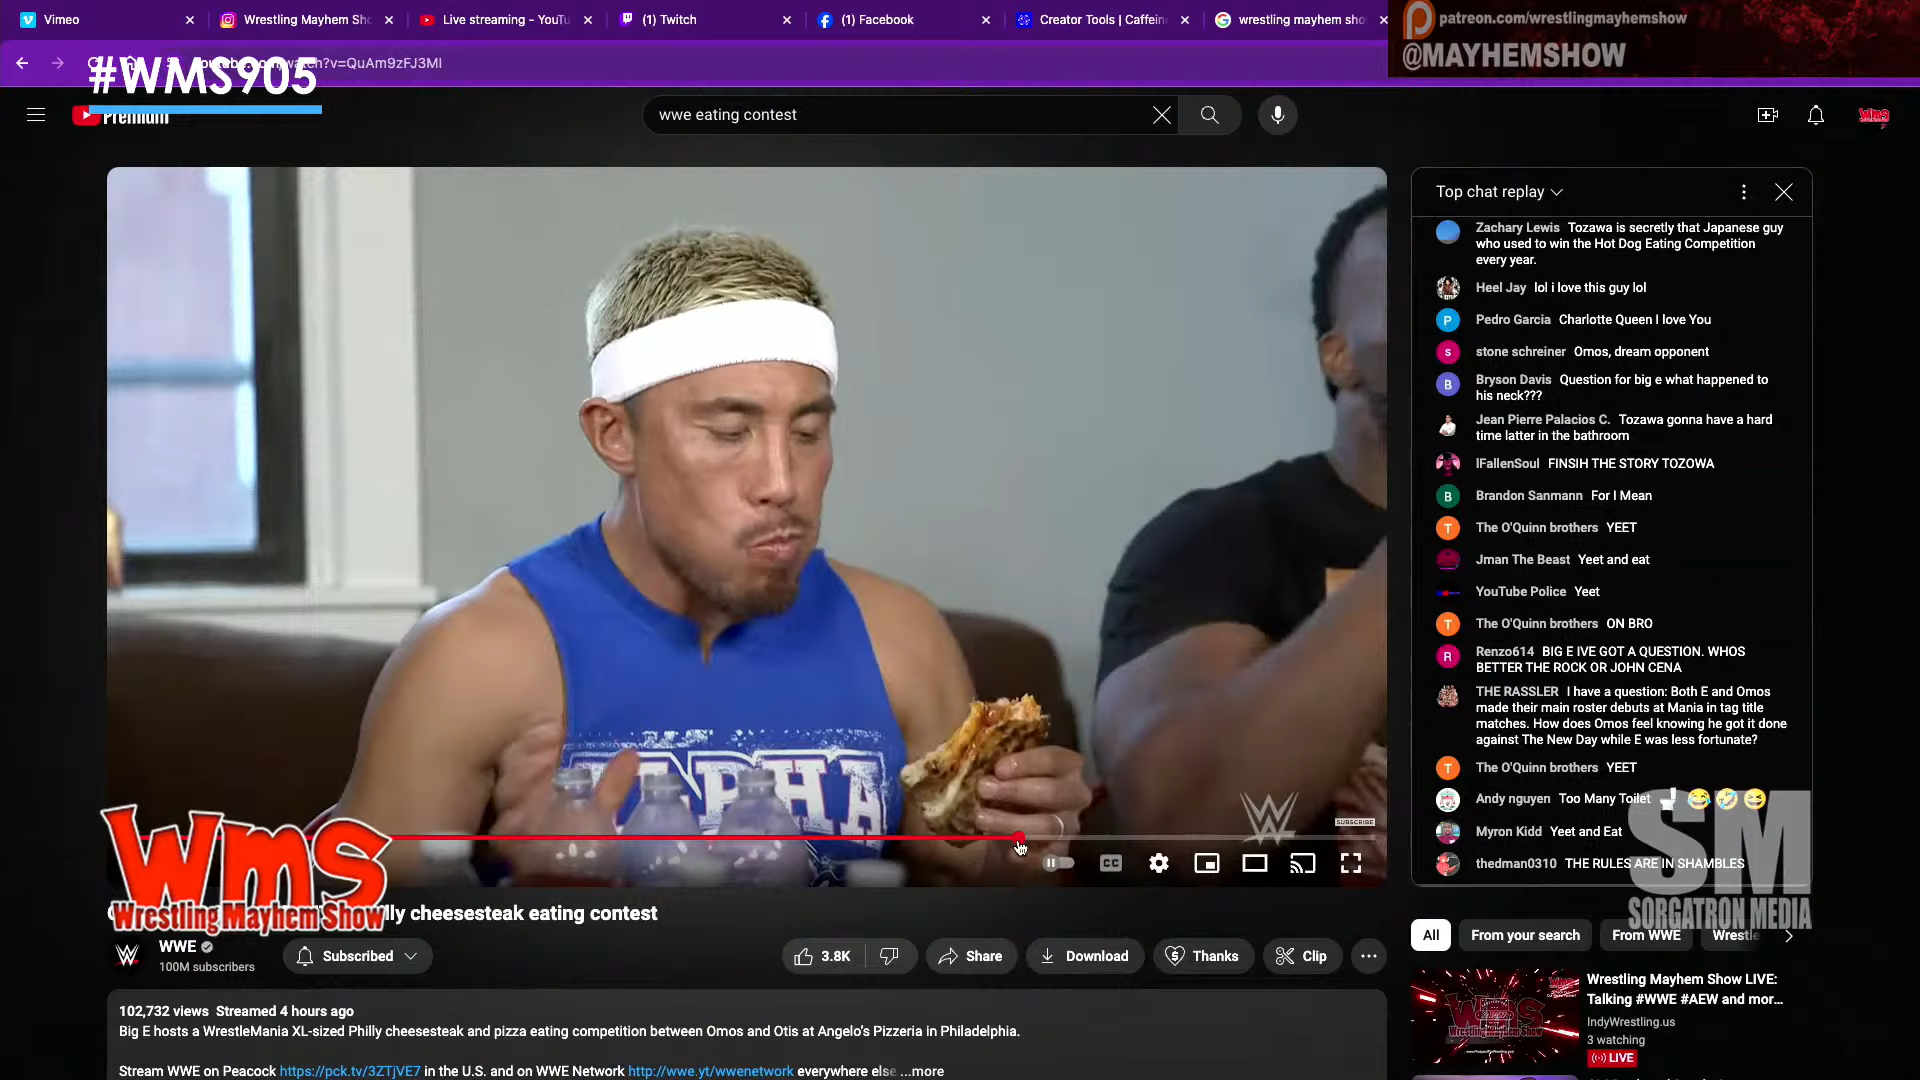 Vimeo
Wrestling Mayhem Sh
Live streaming - YouTu
(1) Twitch
(1) Facebook
Creator Tools | Caffein
wrestling mayhem sho
patreon.com/wrestlingmayhemshow
@MAYHEMSHOW
#WMS905
watch?v=QuAm9zFJ3MI
Premium
wwe eating contest
WMS
Top chat replay
Zachary Lewis Tozawa is secretly that Japanese guy
who used to win the Hot Dog Eating Competition
every year.
Heel Jay lol i love this guy lol
P Pedro Garcia Charlotte Queen I love You
s stone schreiner Omos, dream opponent
B Bryson Davis Question for big e what happened to
his neck???
Jean Pierre Palacios C. Tozawa gonna have a hard
time latter in the bathroom
IFallenSoul FINSIH THE STORY TOZOWA
B Brandon Sanmann For I Mean
T The O'Quinn brothers YEET
Jman The Beast Yeet and eat
YouTube Police Yeet
T The O'Quinn brothers ON BRO
R Renzo614 BIG E IVE GOT A QUESTION. WHOS
BETTER THE ROCK OR JOHN CENA
THE RASSLER I have a question: Both E and Omos
made their main roster debuts at Mania in tag title
matches. How does Omos feel knowing he got it done
against The New Day while E was less fortunate?
T The O'Quinn brothers YEET
Andy nguyen Too Many Toilet
Myron Kidd Yeet and Eat
thedman0310 THE RULES ARE IN SHAMBLES
SM
SORGATRON MEDIA
ALPHA
W
SUBSCRIBE
CC
Wms
Wrestling Mayhem Show
lly cheesesteak eating contest
WWE
100M subscribers
Subscribed
3.8K
Share
Download
Thanks
Clip
All
From your search
From WWE
Wrestle
102,732 views Streamed 4 hours ago
Big E hosts a WrestleMania XL-sized Philly cheesesteak and pizza eating competition between Omos and Otis at Angelo's Pizzeria in Philadelphia.
Stream WWE on Peacock https://pck.tv/3ZTjVE7 in the U.S. and on WWE Network http://wwe.yt/wwenetwork everywhere else ...more
Wrestling Mayhem Show LIVE:
Talking #WWE #AEW and mor...
IndyWrestling.us
3 watching
LIVE